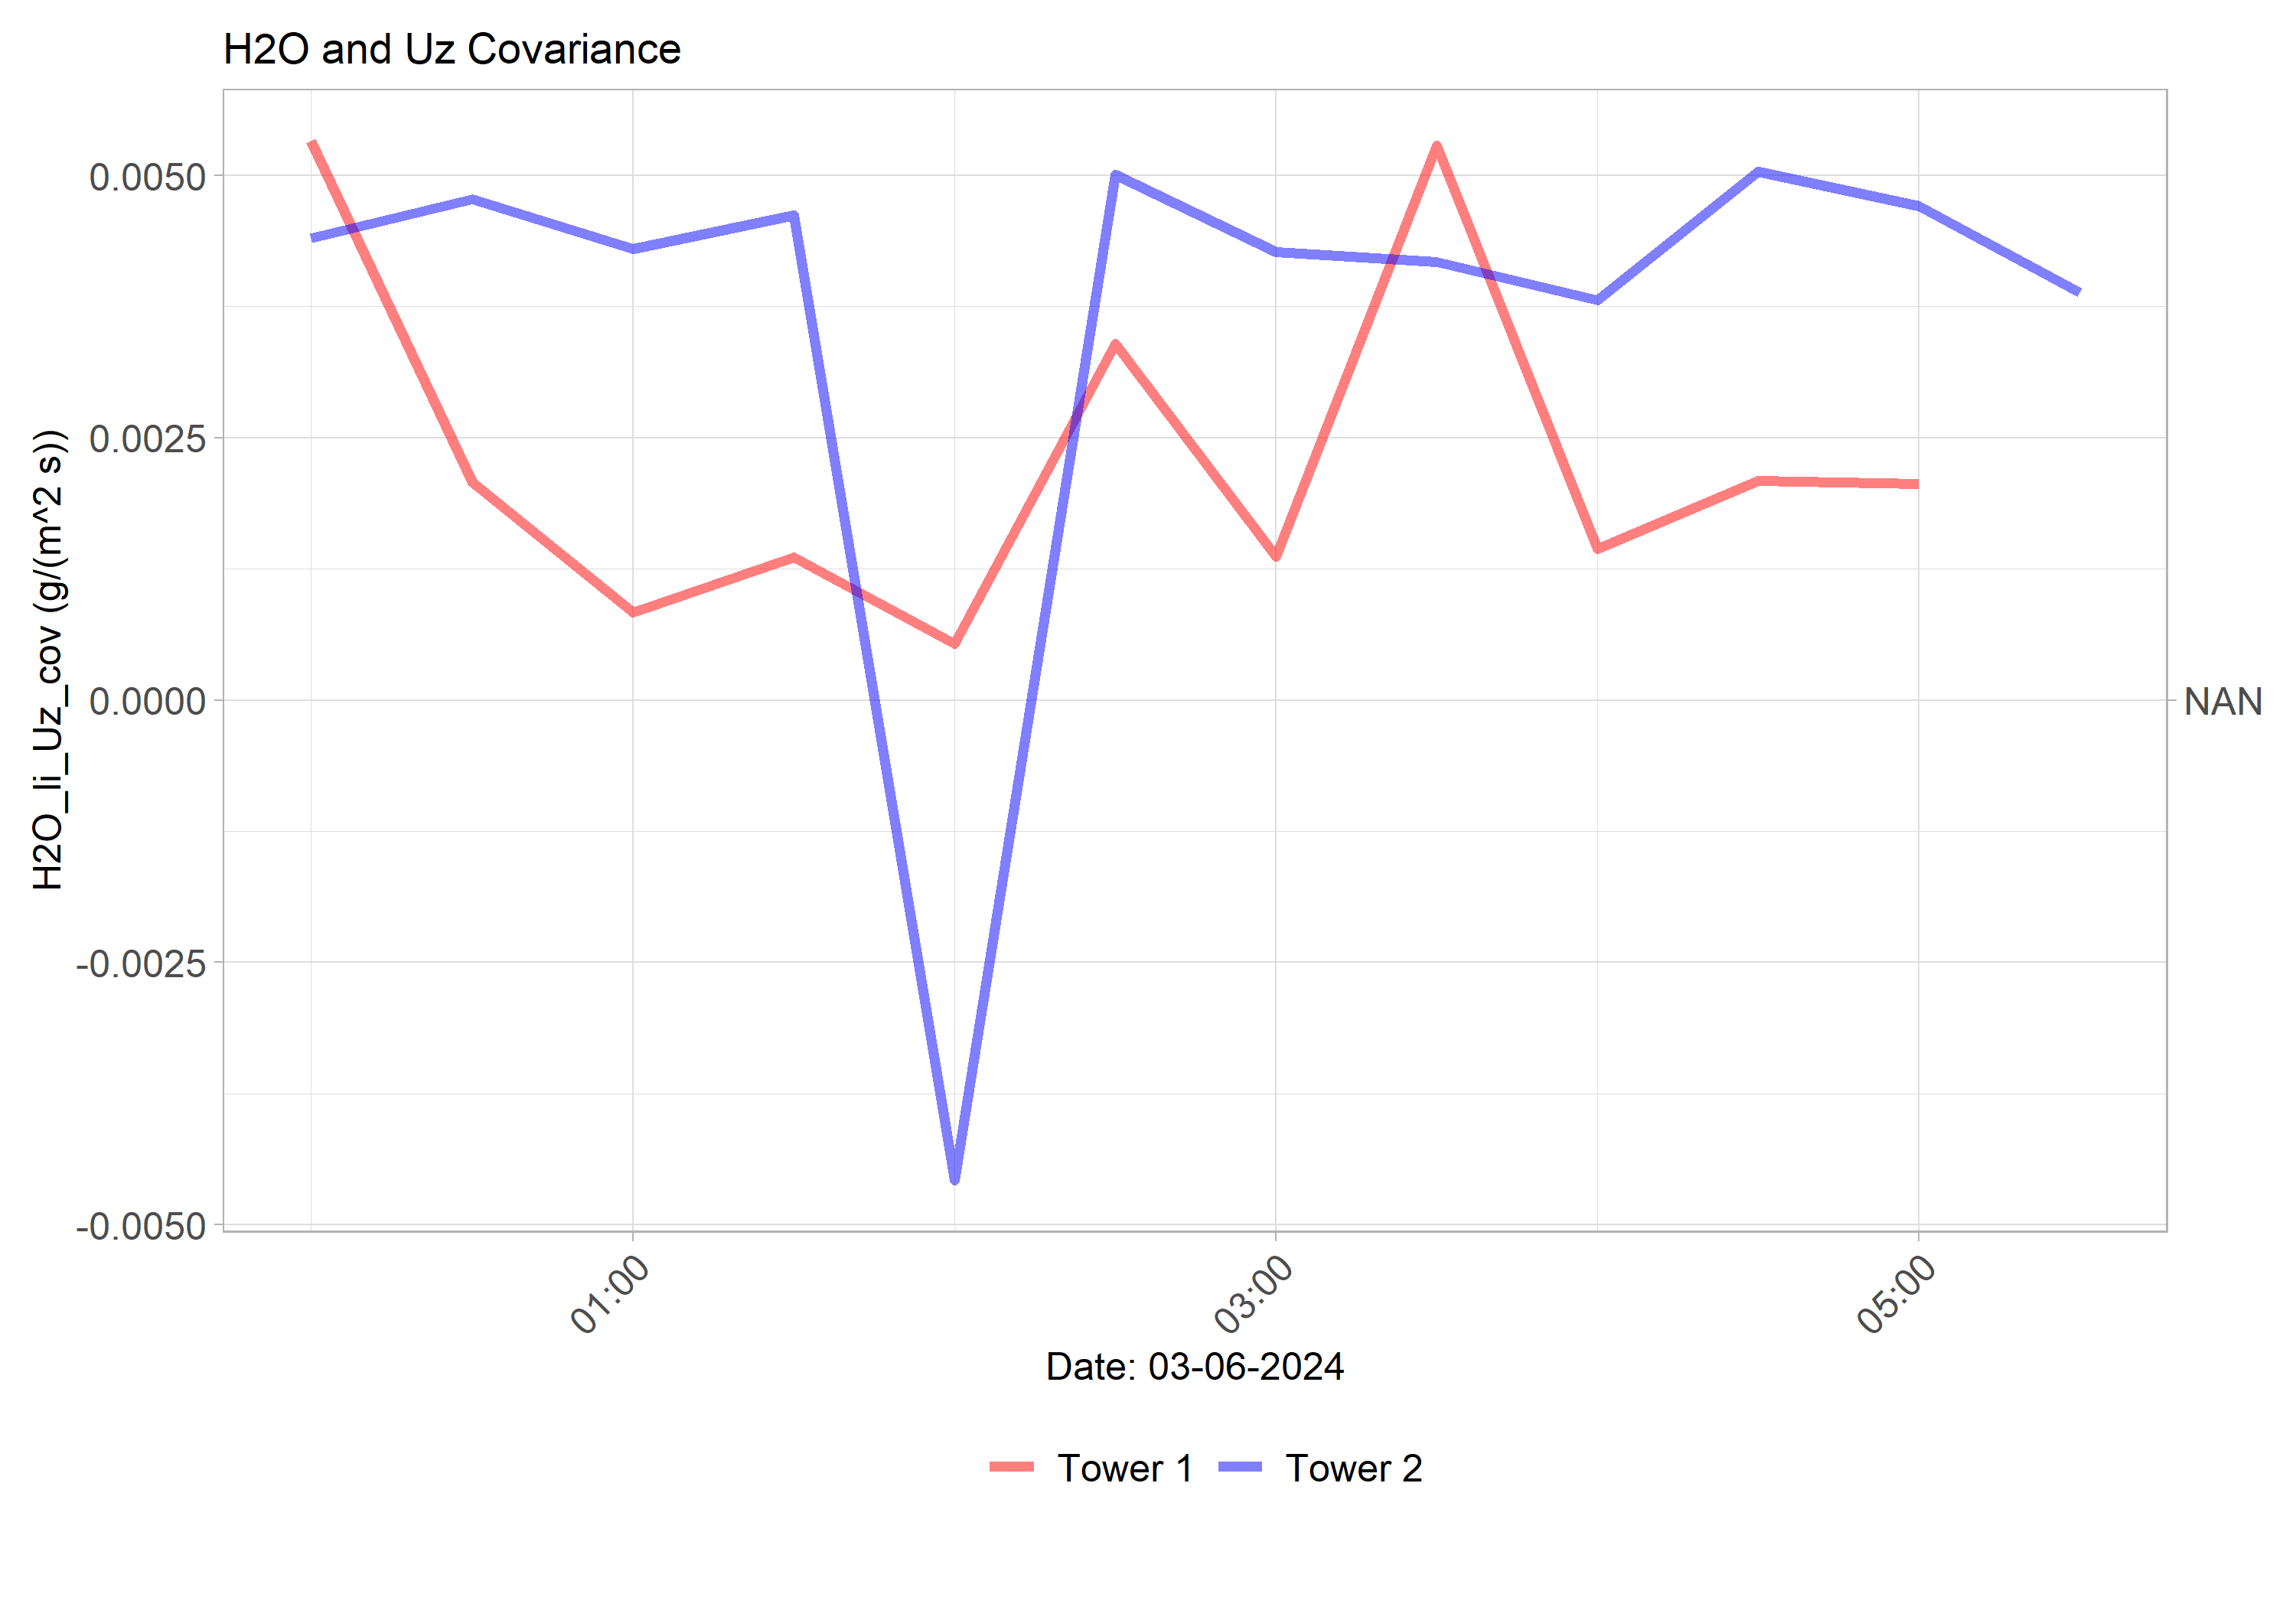 H2O and Uz Covariance
H2O_li_Uz_cov (g/(m^2 s))
0.0050
0.0025
0.0000
-0.0025
-0.0050
NAN
01:00
03:00
05:00
Date: 03-06-2024
Tower 1
Tower 2